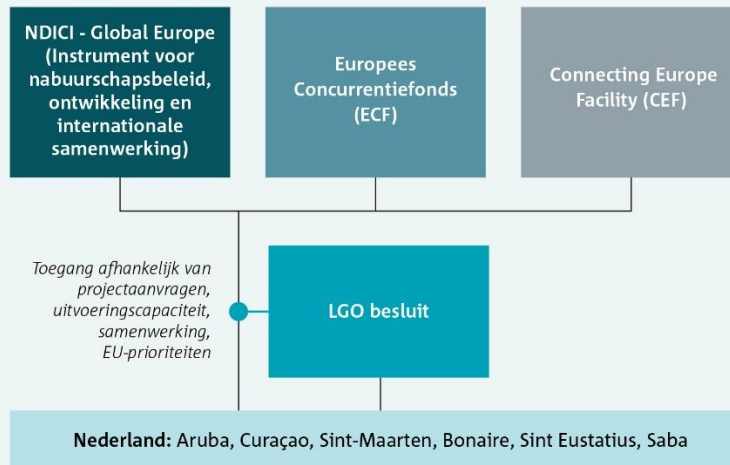 NDICI - Global Europe
(Instrument voor
nabuurschapsbeleid,
ontwikkeling en
internationale
samenwerking)
Europees
Concurrentiefonds
(ECF)
Connecting Europe
Facility (CEF)
Toegang afhankelijk van
projectaanvragen,
uitvoeringscapaciteit,
samenwerking,
EU-prioriteiten
LGO besluit
Nederland: Aruba, Curaçao, Sint-Maarten, Bonaire, Sint Eustatius, Saba